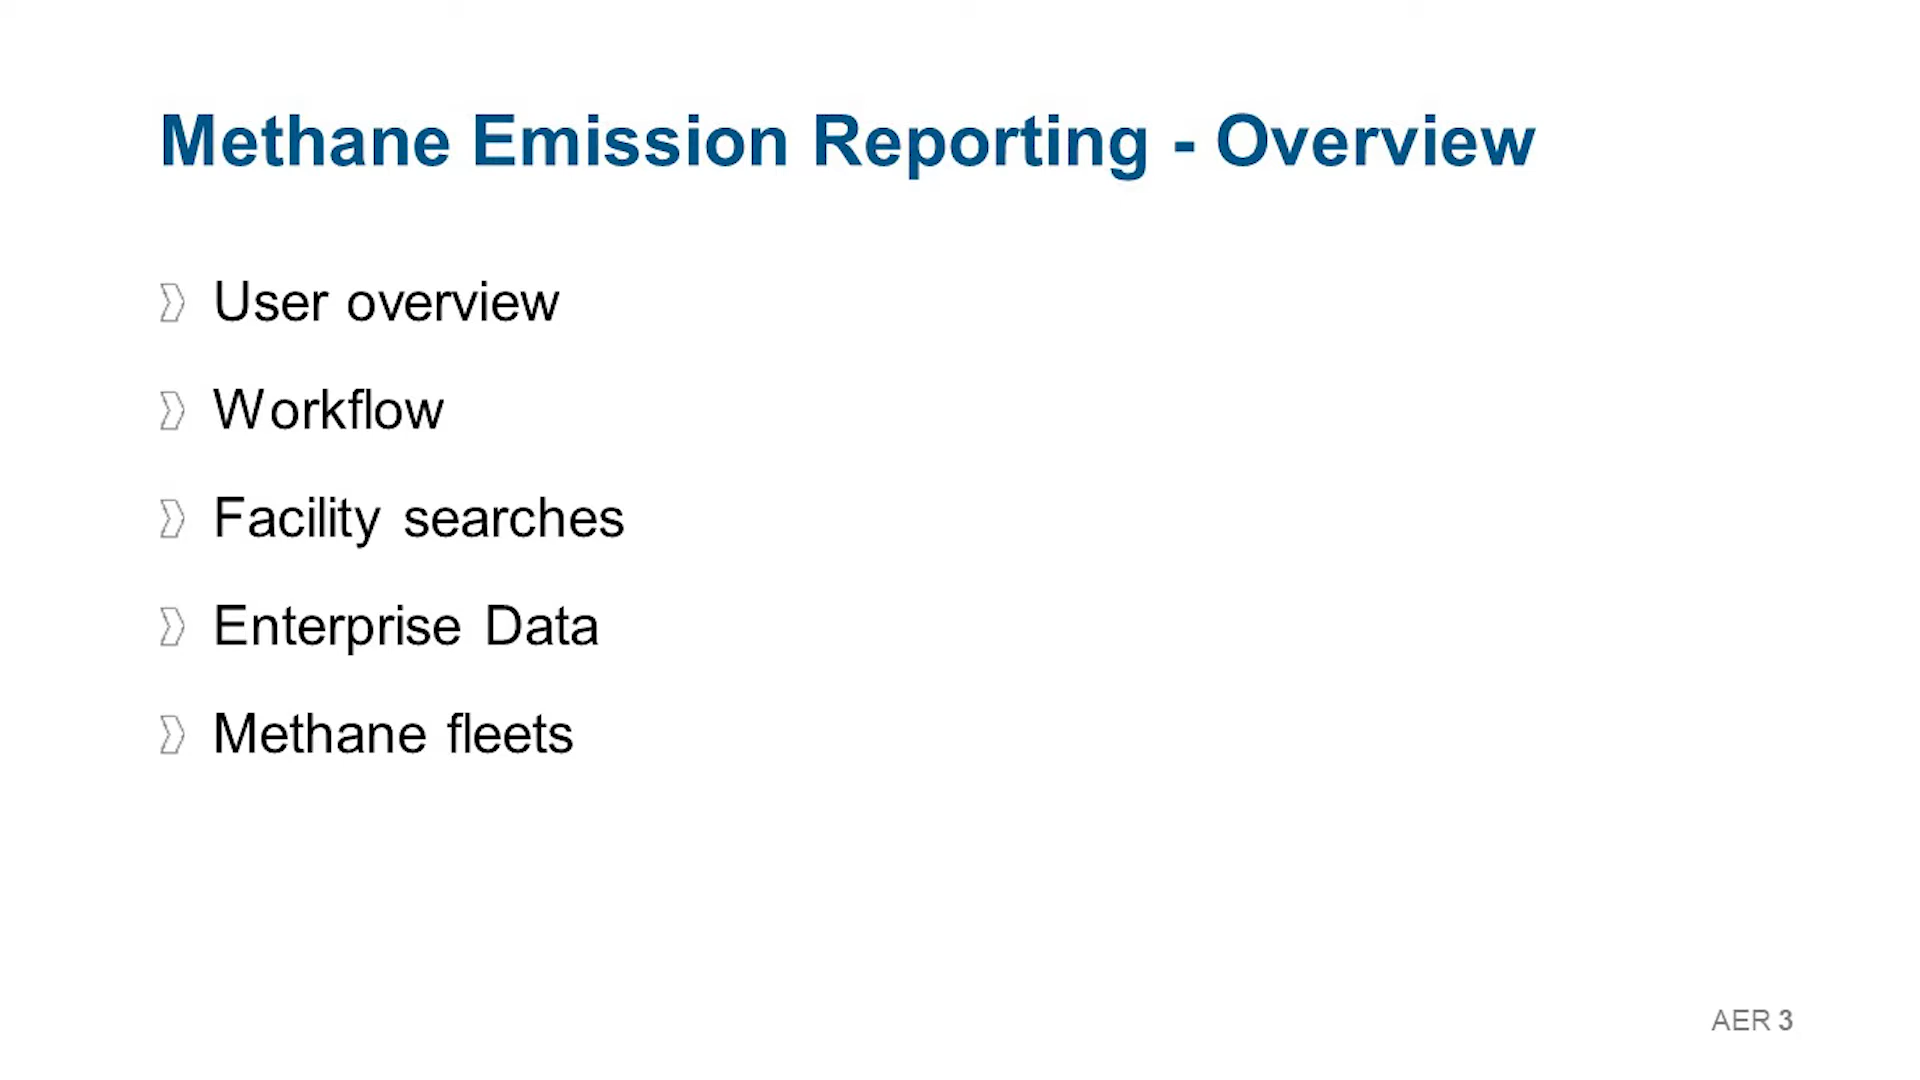 Methane Emission Reporting - Overview
User overview
Workflow
Facility searches
Enterprise Data
Methane fleets
AER 3